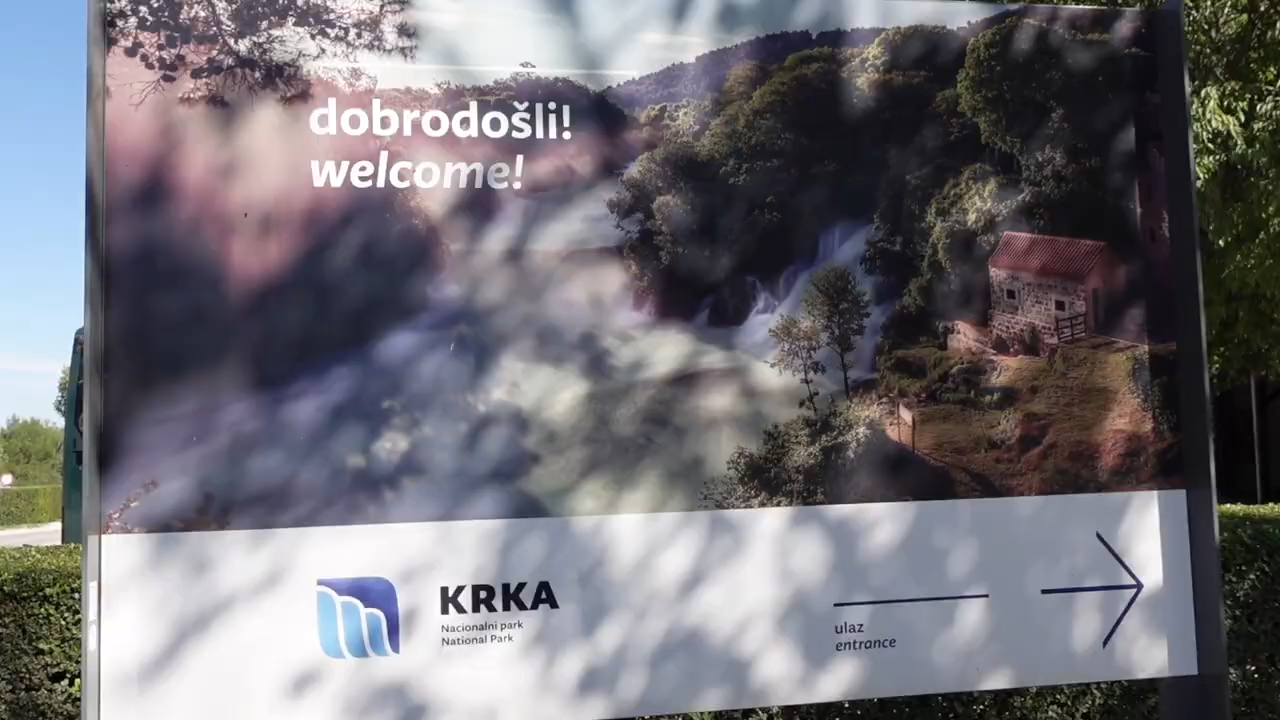 dobrodošli!
welcome!
KRKA
Nacionalni park
National Park
ulaz
entrance